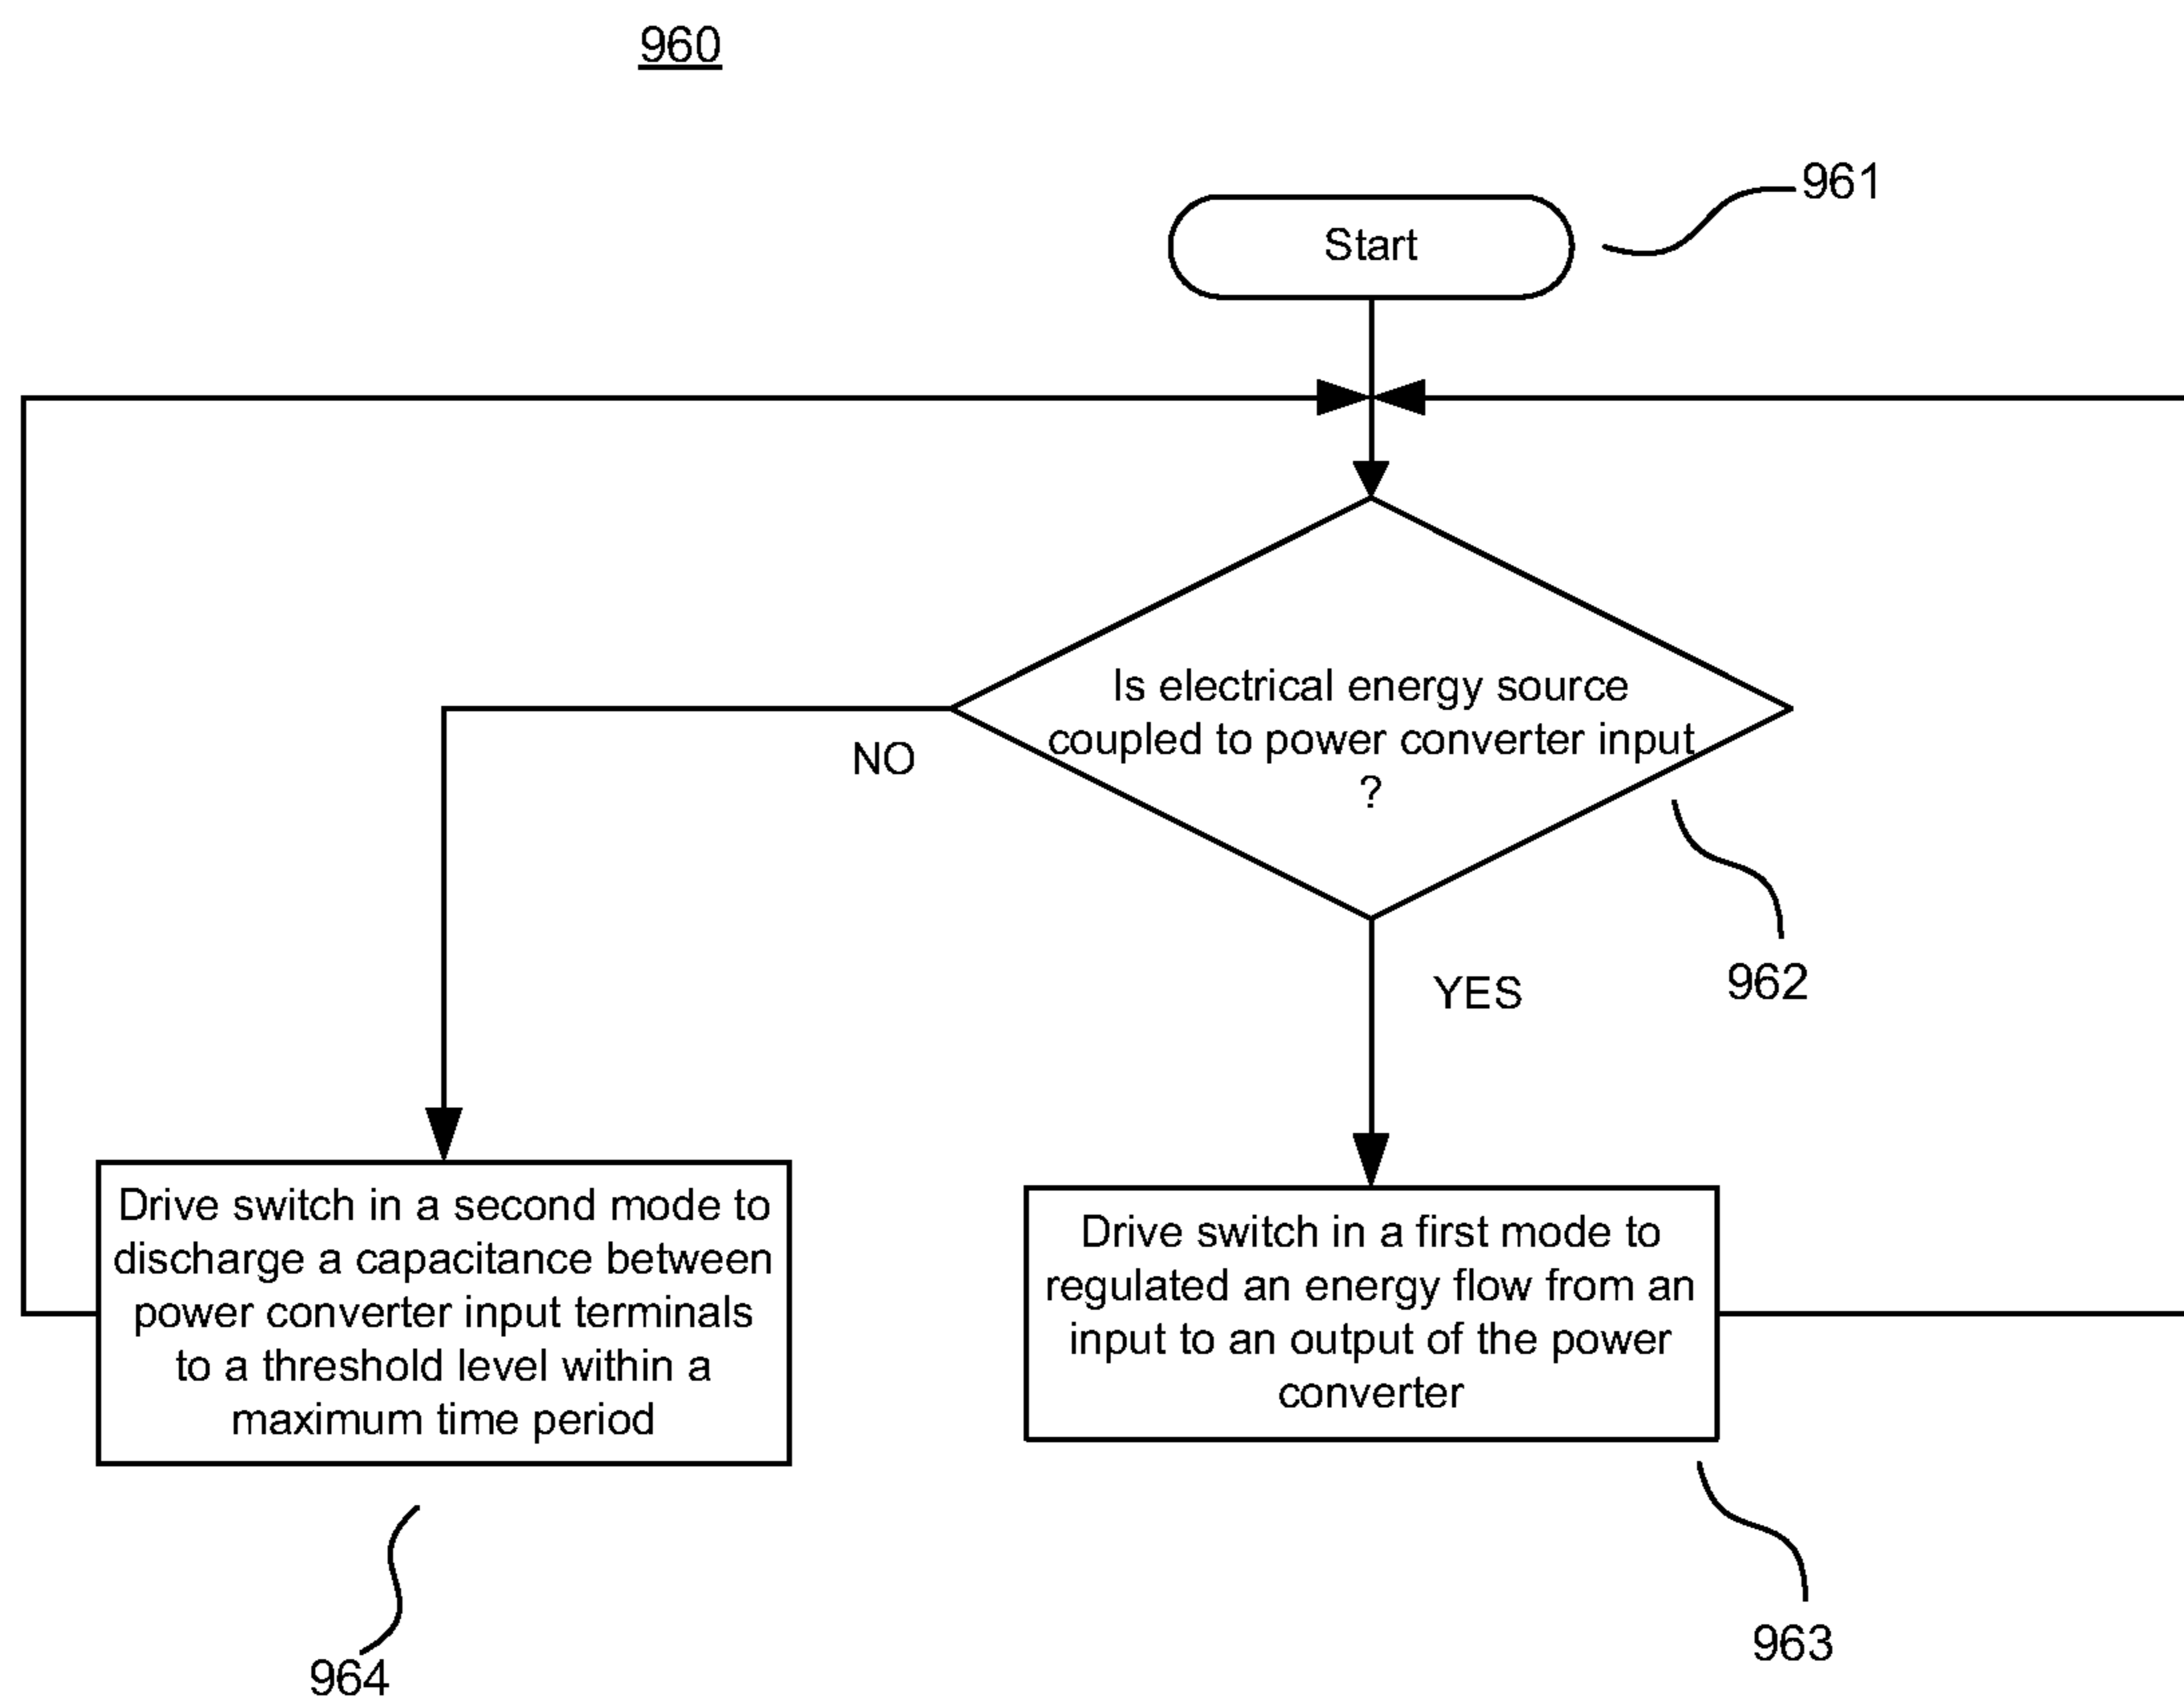 960
961
Start
Is electrical energy source
coupled to power converter input
?
NO
962
YES
Drive switch in a second mode to
discharge a capacitance between
power converter input terminals
to a threshold level within a
maximum time period
Drive switch in a first mode to
regulated an energy flow from an
input to an output of the power
converter
963
964